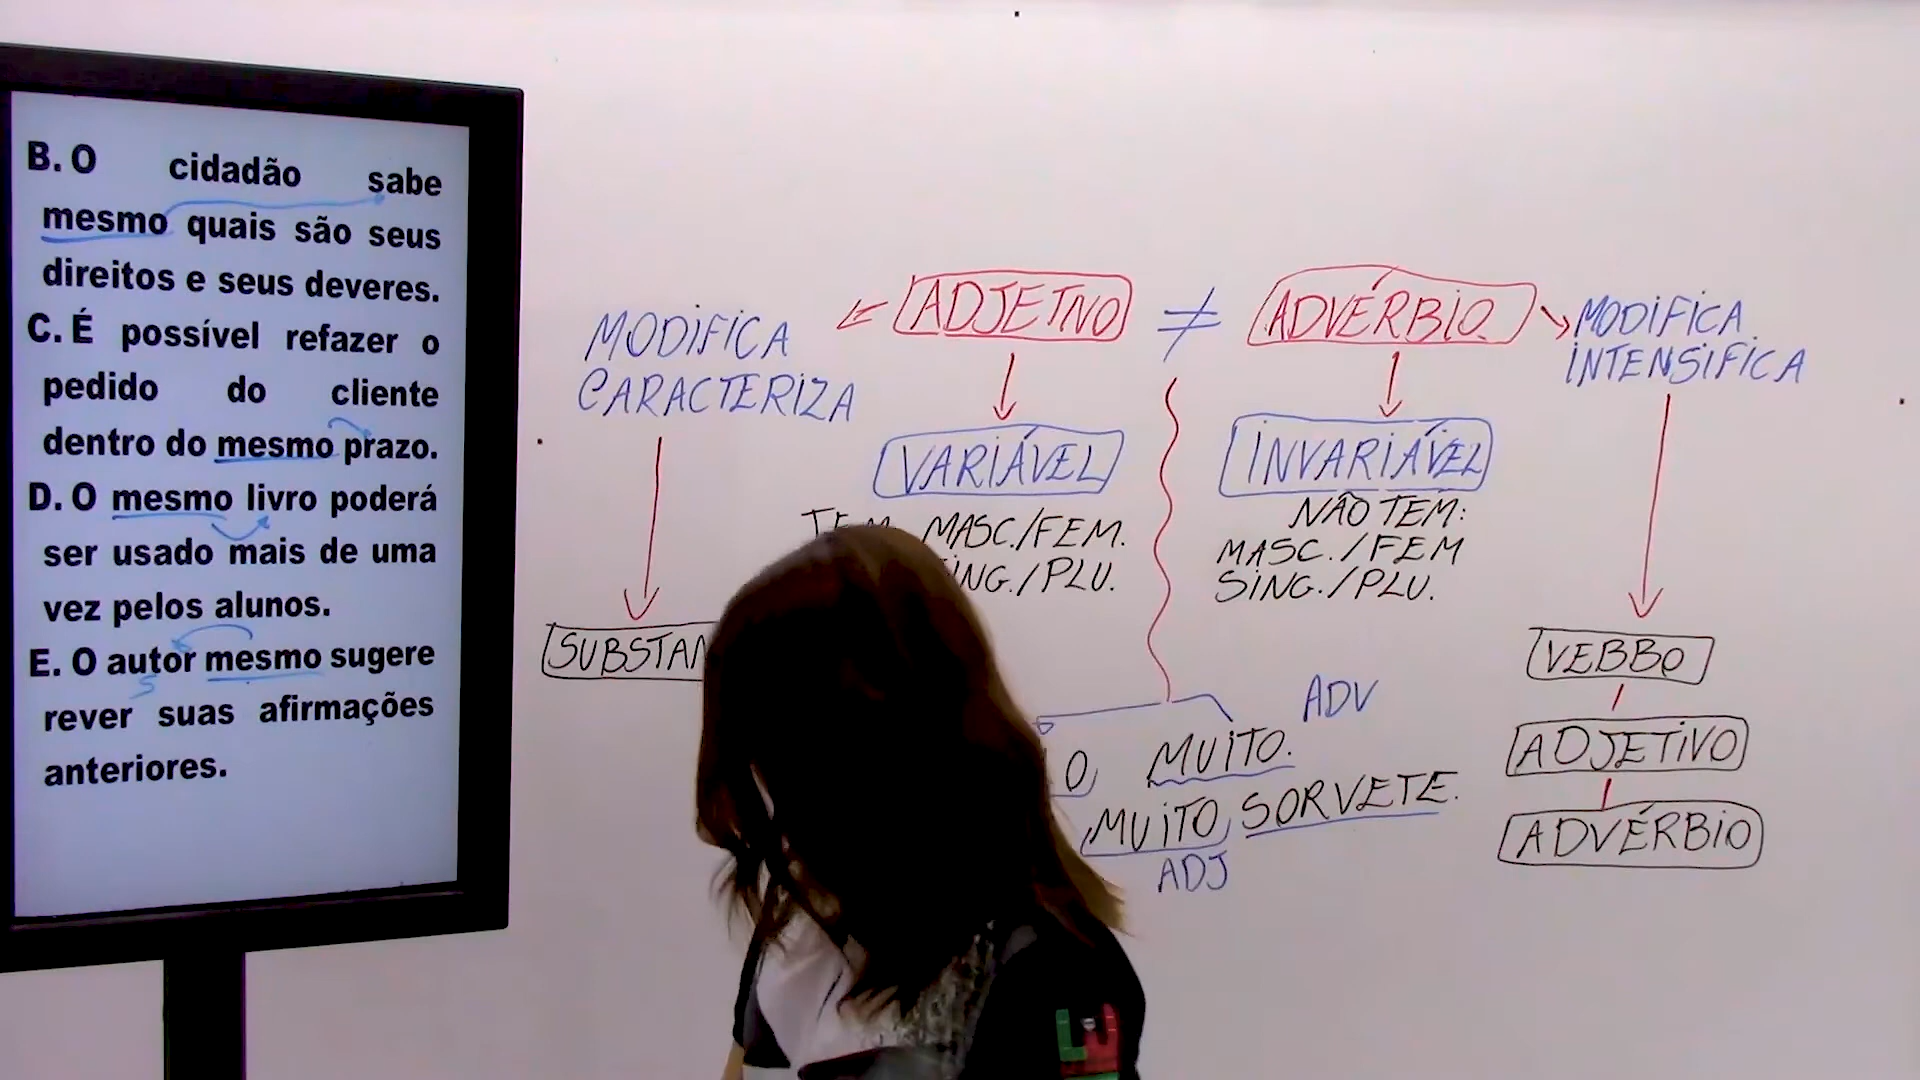 B. O cidadão sabe
mesmo quais são seus
direitos e seus deveres.
C. É possível refazer o
pedido do cliente
dentro do mesmo prazo.
D. O mesmo livro poderá
ser usado mais de uma
vez pelos alunos.
E. O autor mesmo sugere
S
rever suas afirmações
anteriores.
MODIFICA
CARACTERIZA
ADJETIVO ≠ ADVÉRBIO
MODIFICA
INTENSIFICA
VARIÁVEL
INVARIÁVEL
MASC./FEM.
ING./PLU.
NÃO TEM:
MASC./FEM
SING./PLU.
SUBSTAN
VEBBO
ADJETIVO
ADVÉRBIO
ADV
O MUITO.
MUITO SORVETE.
ADJ